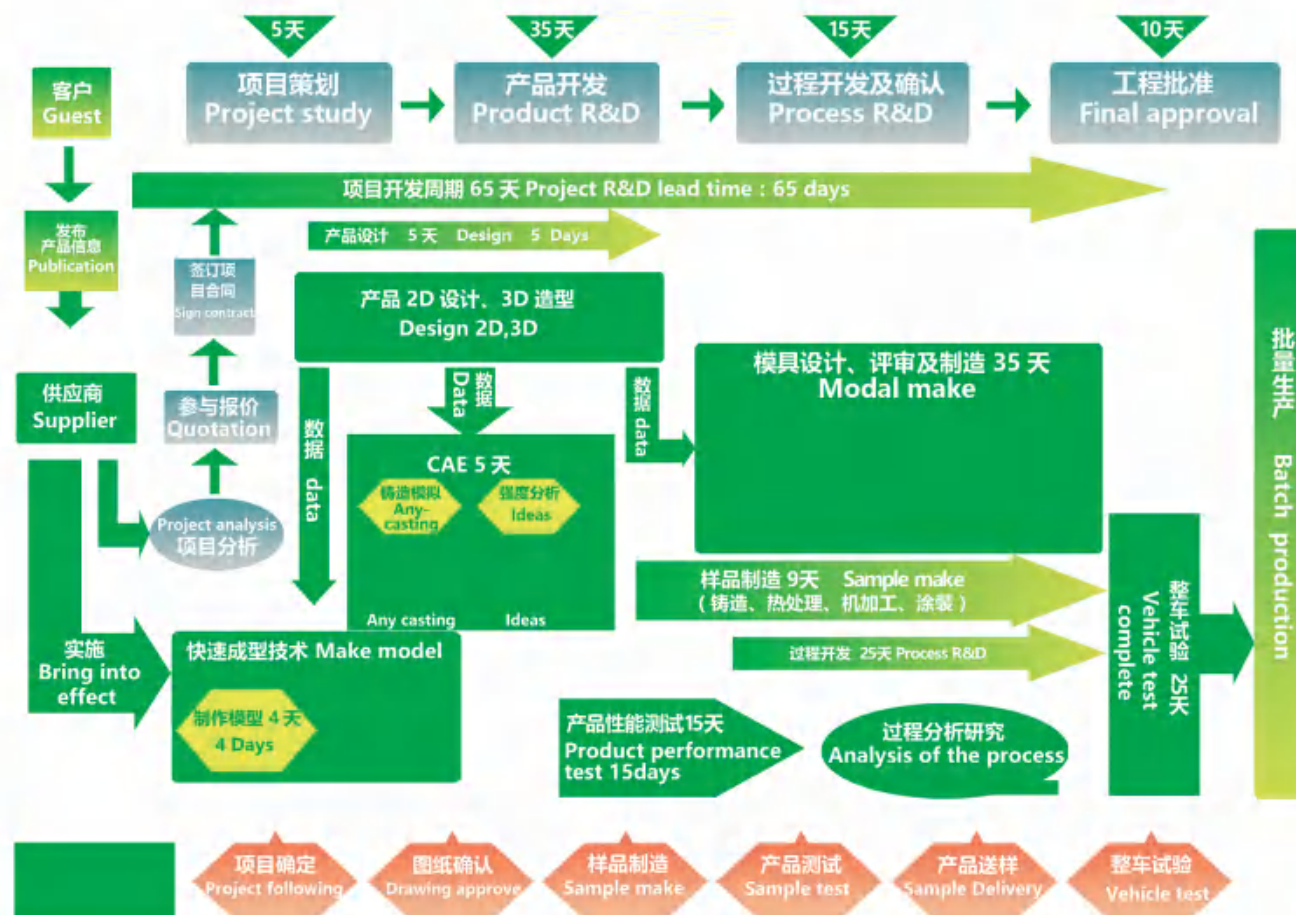 5天
35天
15天
10天
客户
Guest
项目策划
Project study
产品开发
Product R&D
过程开发及确认
Process R&D
工程批准
Final approval
项目开发周期 65 天 Project R&D lead time : 65 days
发布
产品信息
Publication
签订项
目合同
Sign contract
产品设计 5 天 Design 5 Days
产品 2D 设计、3D 造型
Design 2D,3D
供应商
Supplier
参与报价
Quotation
数据 data
数据
Data
数据 data
模具设计、评审及制造 35 天
Modal make
CAE 5 天
铸造模拟
Any-
casting
强度分析
Ideas
Project analysis
项目分析
Any casting
Ideas
样品制造 9天 Sample make
(铸造、热处理、机加工、涂装)
过程开发 25天 Process R&D
整车试验 25天
Vehicle test
complete
批量生产 Batch production
实施
Bring into
effect
快速成型技术 Make model
制作模型 4 天
4 Days
产品性能测试15天
Product performance
test 15days
过程分析研究
Analysis of the process
项目确定
Project following
图纸确认
Drawing approve
样品制造
Sample make
产品测试
Sample test
产品送样
Sample Delivery
整车试验
Vehicle test